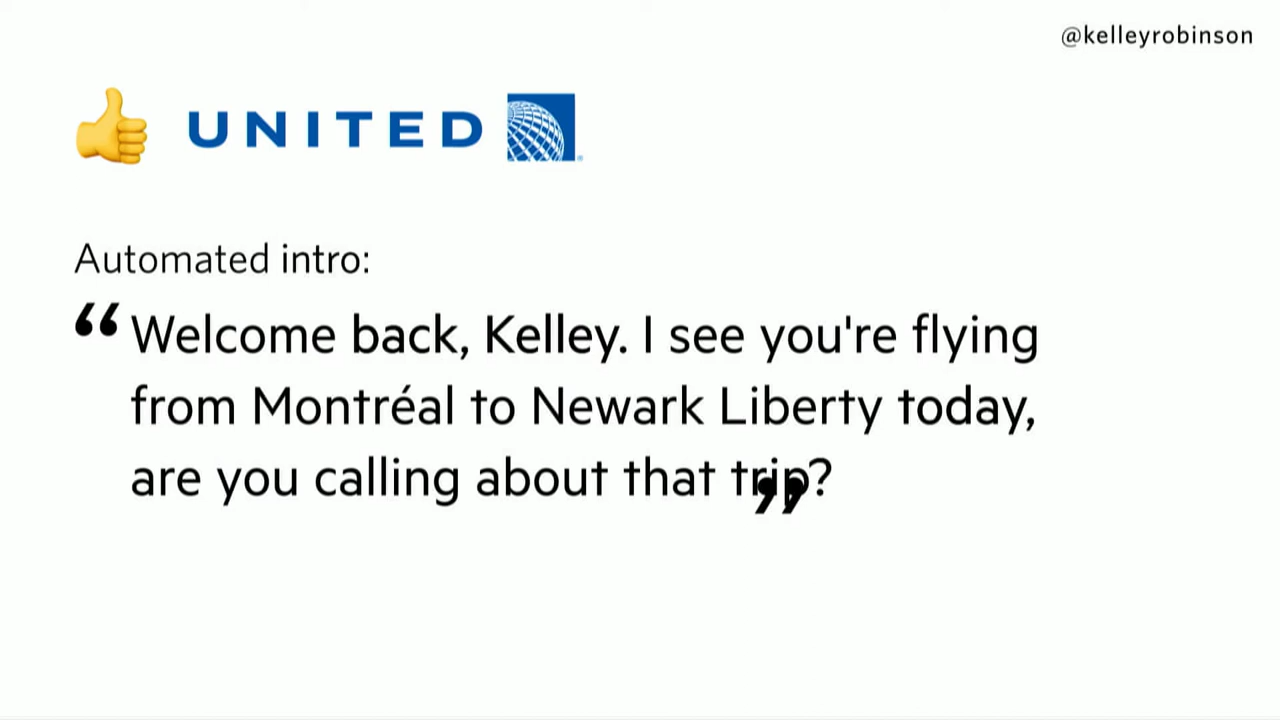 @kelleyrobinson
UNITED
Automated intro:
“Welcome back, Kelley. I see you're flying
from Montréal to Newark Liberty today,
are you calling about that trip?”